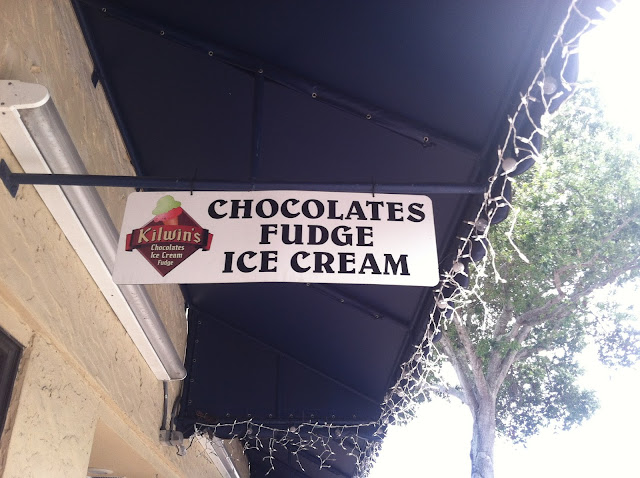 Kilwin's
Chocolates
Ice Cream
Fudge
CHOCOLATES
FUDGE
ICE CREAM